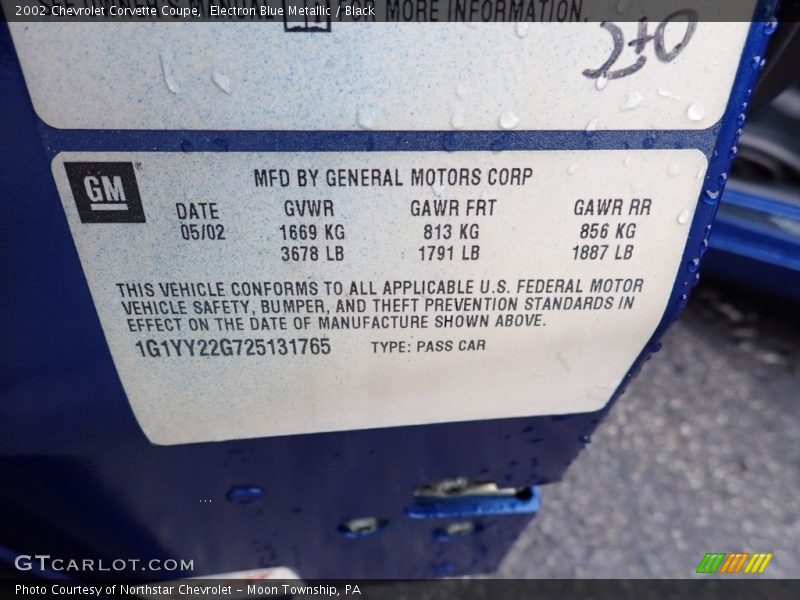 2002 Chevrolet Corvette Coupe, Electron Blue Metallic / Black
FOR MORE INFORMATION.
GM
MFD BY GENERAL MOTORS CORP
DATE GVWR GAWR FRT GAWR RR
05/02 1669 KG 813 KG 856 KG
3678 LB 1791 LB 1887 LB
THIS VEHICLE CONFORMS TO ALL APPLICABLE U.S. FEDERAL MOTOR
VEHICLE SAFETY, BUMPER, AND THEFT PREVENTION STANDARDS IN
EFFECT ON THE DATE OF MANUFACTURE SHOWN ABOVE.
1G1YY22G725131765 TYPE: PASS CAR
GTCARLOT.COM
Photo Courtesy of Northstar Chevrolet – Moon Township, PA